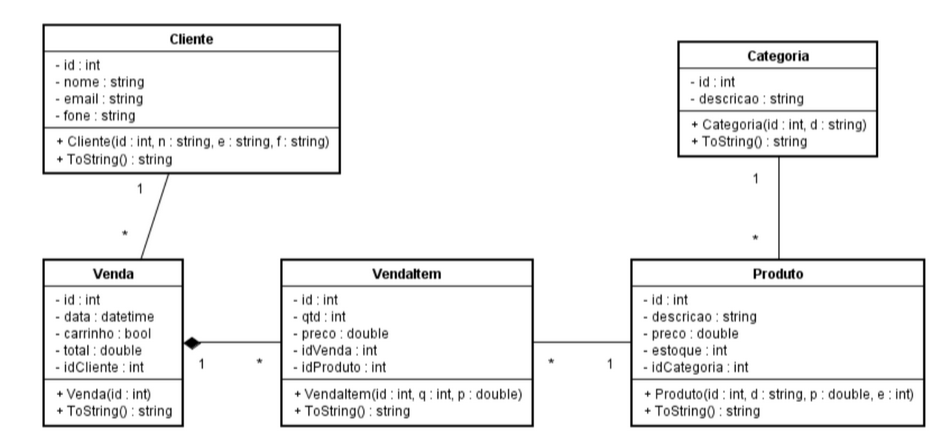 Cliente
- id : int
- nome : string
- email : string
- fone : string
+ Cliente(id : int, n : string, e : string, f : string)
+ ToString() : string
Categoria
- id : int
- descricao : string
+ Categoria(id : int, d : string)
+ ToString() : string
1
*
1
*
Venda
- id : int
- data : datetime
- carrinho : bool
- total : double
- idCliente : int
+ Venda(id : int)
+ ToString() : string
1
*
VendaItem
- id : int
- qtd : int
- preco : double
- idVenda : int
- idProduto : int
+ VendaItem(id : int, q : int, p : double)
+ ToString() : string
*
1
Produto
- id : int
- descricao : string
- preco : double
- estoque : int
- idCategoria : int
+ Produto(id : int, d : string, p : double, e : int)
+ ToString() : string